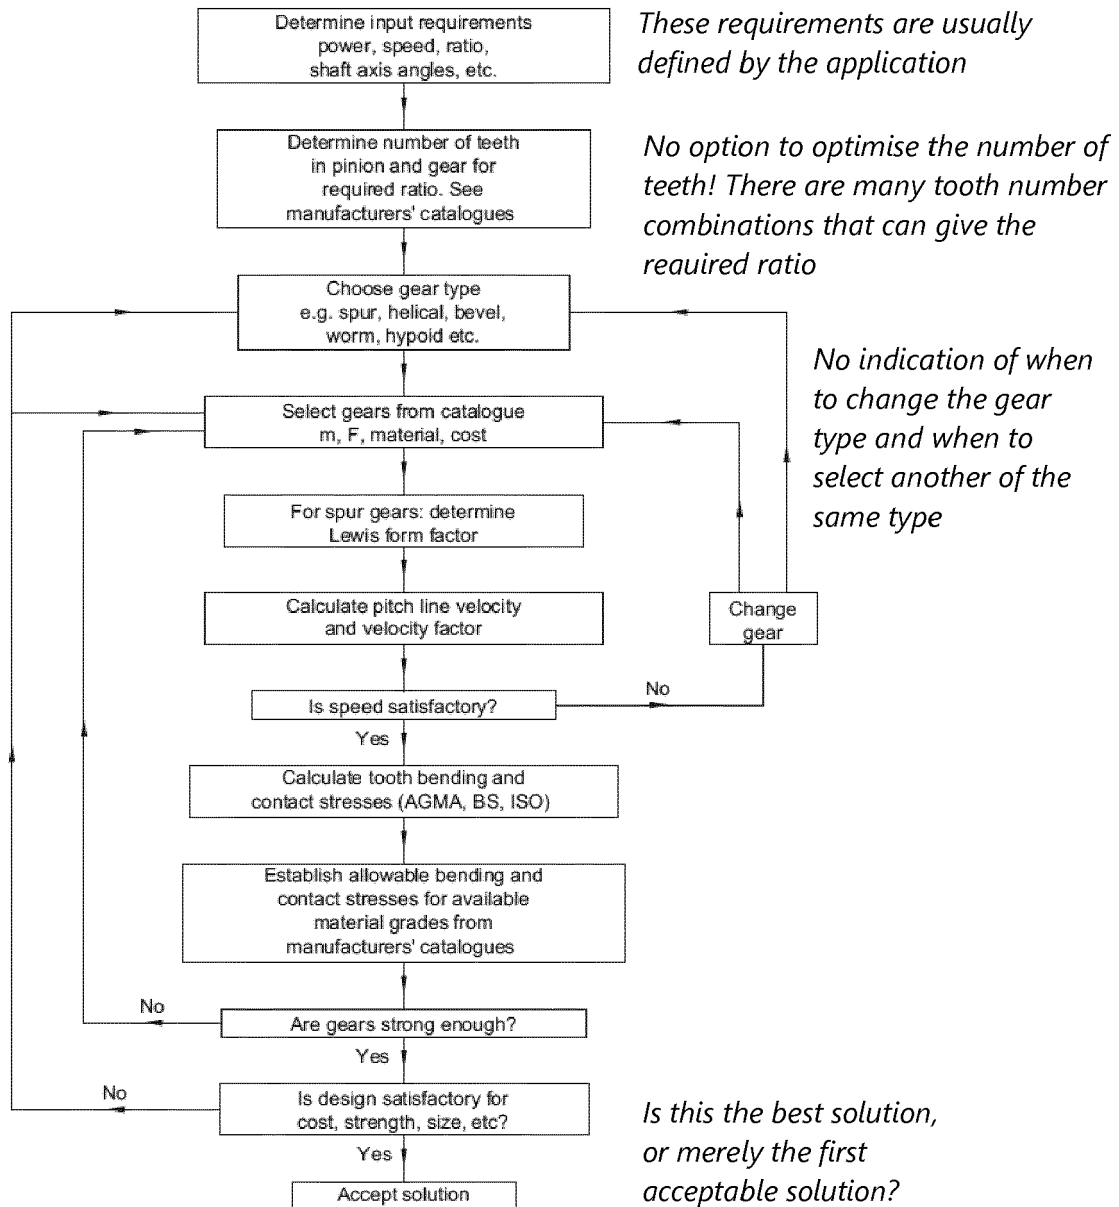 Determine input requirements
power, speed, ratio,
shaft axis angles, etc.
These requirements are usually
defined by the application
Determine number of teeth
in pinion and gear for
required ratio. See
manufacturers' catalogues
No option to optimise the number of
teeth! There are many tooth number
combinations that can give the
reauired ratio
Choose gear type
e.g. spur, helical, bevel,
worm, hypoid etc.
No indication of when
to change the gear
type and when to
select another of the
same type
Select gears from catalogue
m, F, material, cost
For spur gears: determine
Lewis form factor
Calculate pitch line velocity
and velocity factor
Change
gear
Is speed satisfactory?
No
Yes
Calculate tooth bending and
contact stresses (AGMA, BS, ISO)
Establish allowable bending and
contact stresses for available
material grades from
manufacturers' catalogues
No
Are gears strong enough?
Yes
No
Is design satisfactory for
cost, strength, size, etc?
Yes
Accept solution
Is this the best solution,
or merely the first
acceptable solution?